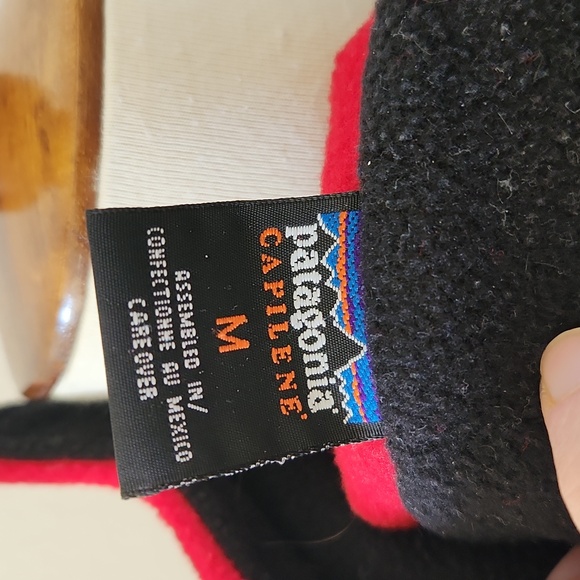 patagonia®
CAPILENE®
M
ASSEMBLED IN/
CONFECTIONNE AU MEXICO
CARE OVER